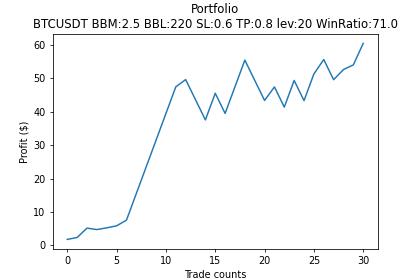 Portfolio
BTCUSDT BBM:2.5 BBL:220 SL:0.6 TP:0.8 lev:20 WinRatio:71.0
60
50
40
30
20
10
0
Profit ($)
0 5 10 15 20 25 30
Trade counts